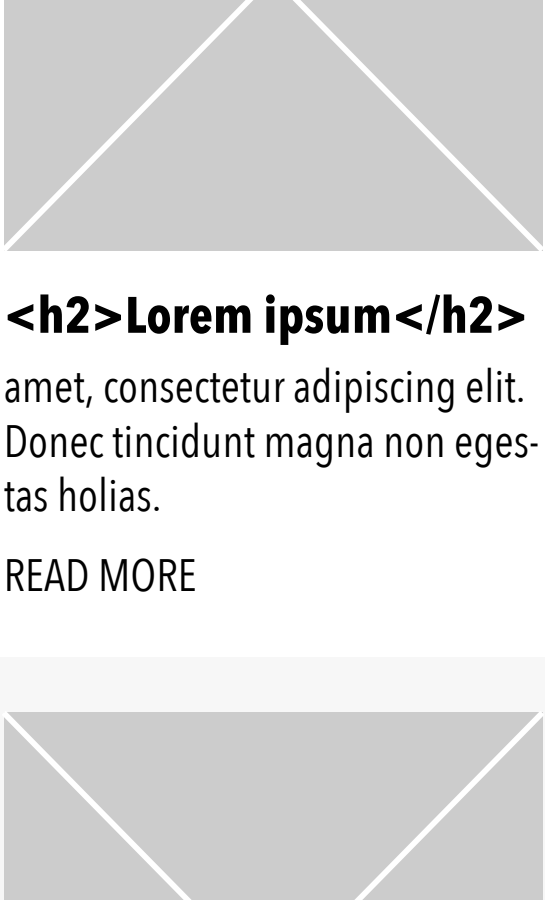 <h2>Lorem ipsum</h2>
amet, consectetur adipiscing elit.
Donec tincidunt magna non eges-
tas holias.
READ MORE